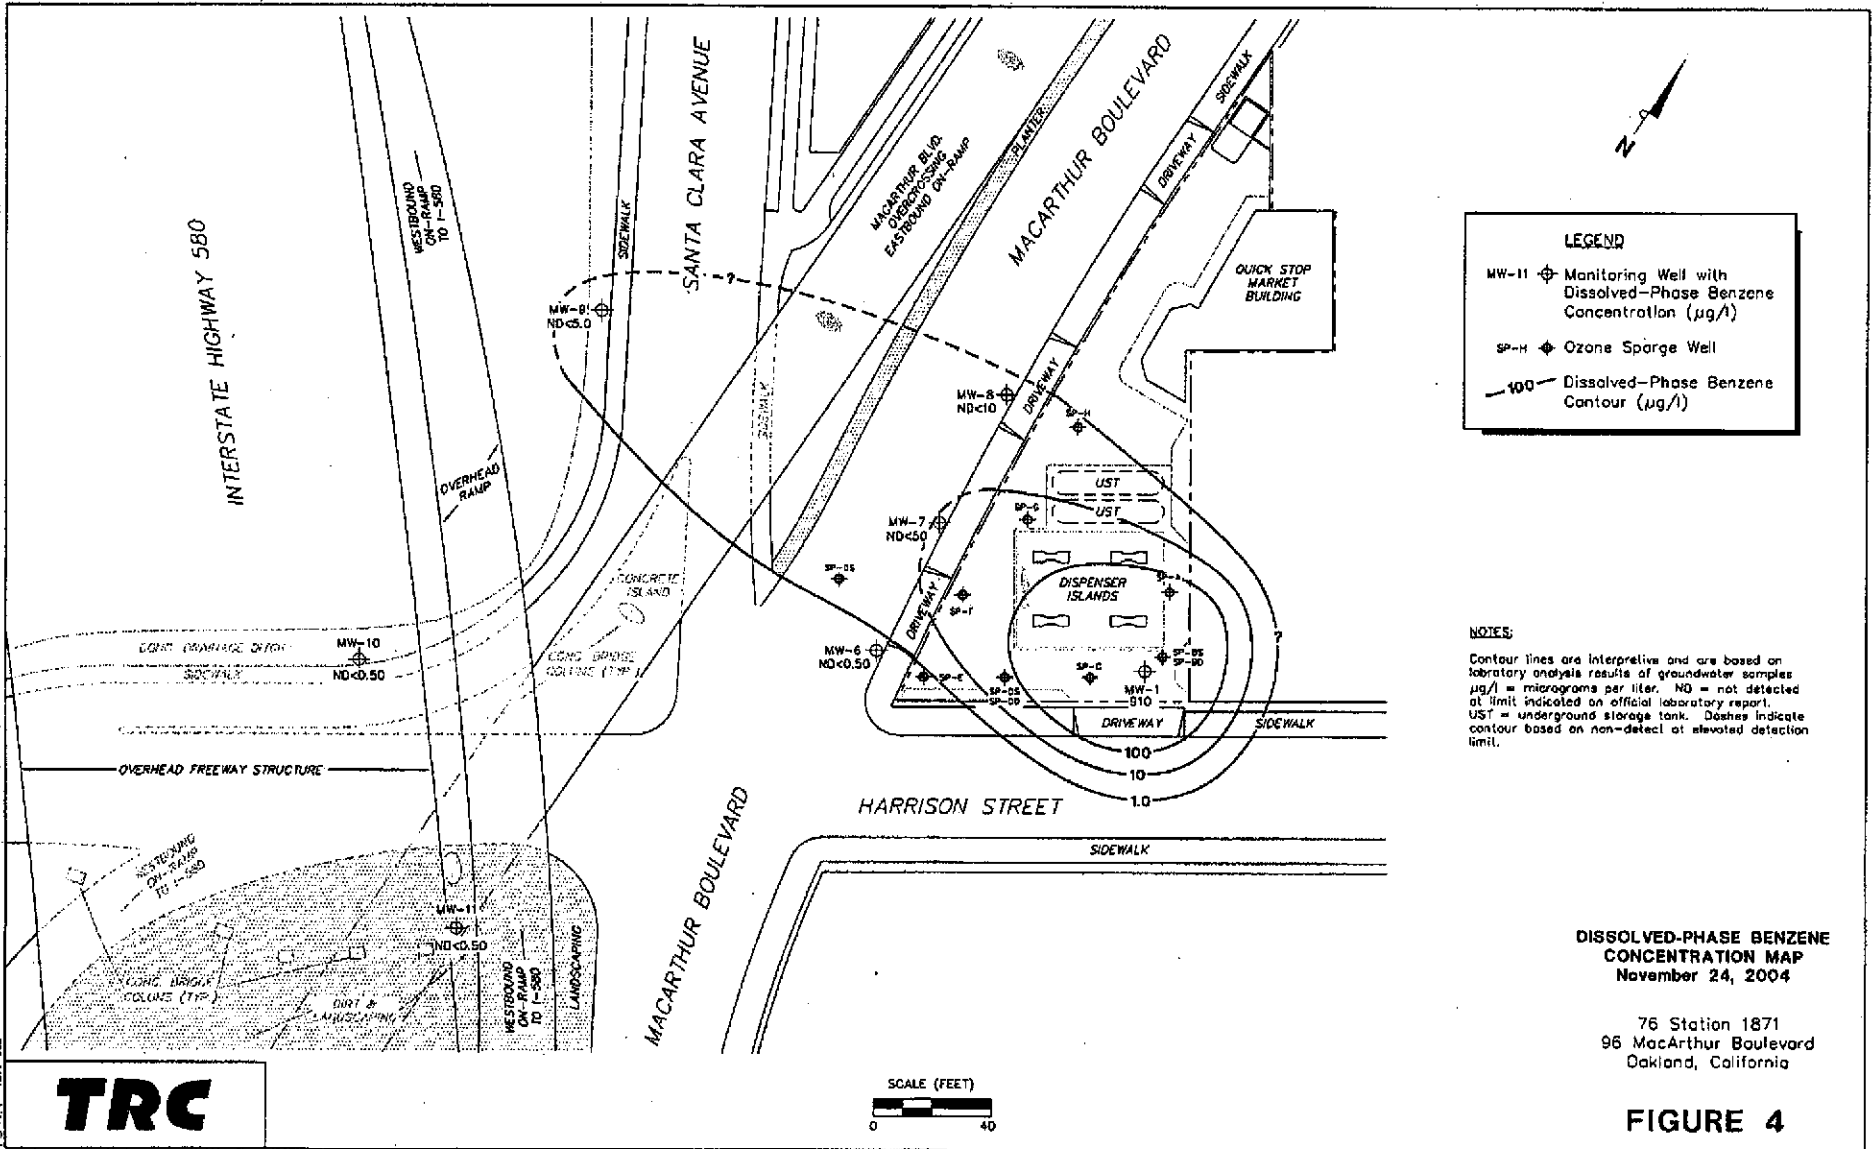 INTERSTATE HIGHWAY 580
WESTBOUND
ON-RAMP
TO I-580
SIDEWALK
SANTA CLARA AVENUE
MACARTHUR BLVD.
OVERCROSSING
EASTBOUND ON-RAMP
PLANTER
MACARTHUR BOULEVARD
SIDEWALK
DRIVEWAY
QUICK STOP
MARKET
BUILDING
N
LEGEND
MW-11 Monitoring Well with
Dissolved-Phase Benzene
Concentration (µg/l)
SP-H Ozone Sparge Well
100 Dissolved-Phase Benzene
Contour (µg/l)
?
ND<5.0
MW-8
ND<10
DRIVEWAY
SP-H
SIDEWALK
OVERHEAD
RAMP
UST
UST
MW-7
ND<50
SP-G
DISPENSER
ISLANDS
SP-A
CONCRETE
ISLAND
DRIVEWAY
SP-F
MW-6
ND<0.50
SP-E
SP-C
SP-BS
SP-BD
MW-1
910
?
MW-10
ND<0.50
CONC. DRAINAGE DITCH
SIDEWALK
CONC. BRIDGE
COLUMS (TYP.)
DRIVEWAY
SIDEWALK
100
10
1.0
OVERHEAD FREEWAY STRUCTURE
HARRISON STREET
SIDEWALK
MACARTHUR BOULEVARD
WESTBOUND
ON-RAMP
TO I-580
MW-11
ND<0.50
CONC. BRIDGE
COLUMS (TYP.)
DIRT &
LANDSCAPING
WESTBOUND
ON-RAMP
TO I-580
LANDSCAPING
NOTES:
Contour lines are interpretive and are based on
labratory analysis results of groundwater samples
µg/l = micrograms per liter. ND = not detected
at limit indicated on official laboratory report.
UST = underground storage tank. Dashes indicate
contour based on non-detect at elevated detection
limit.
DISSOLVED-PHASE BENZENE
CONCENTRATION MAP
November 24, 2004
76 Station 1871
96 MacArthur Boulevard
Oakland, California
FIGURE 4
TRC
SCALE (FEET)
0 40